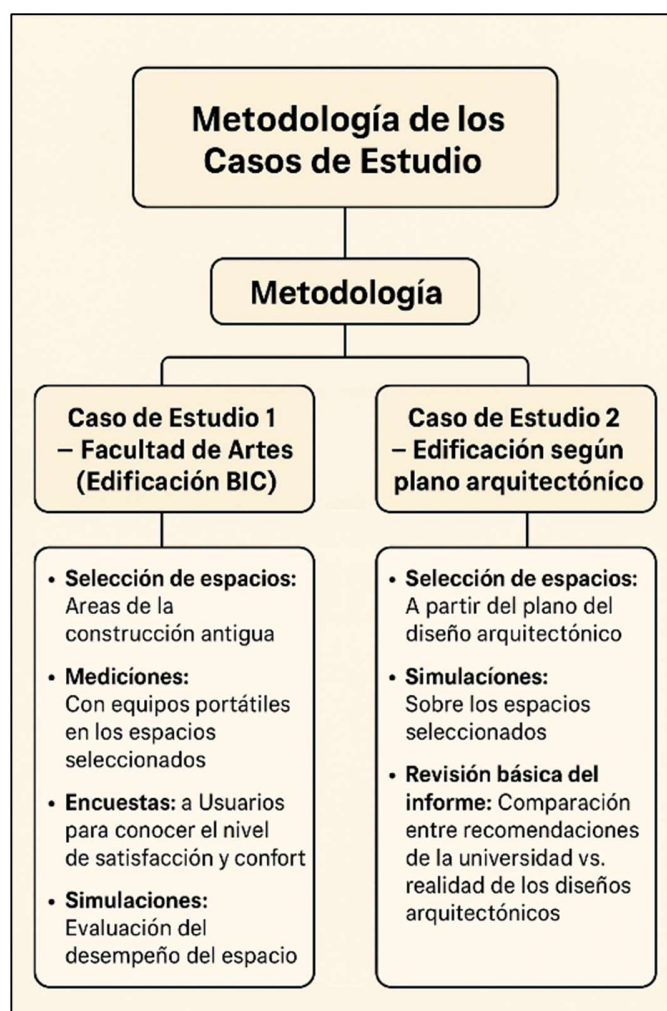 Metodología de los
Casos de Estudio
Metodología
Caso de Estudio 1
– Facultad de Artes
(Edificación BIC)
• Selección de espacios:
Areas de la
construcción antigua
• Mediciones:
Con equipos portátiles
en los espacios
seleccionados
• Encuestas: a Usuarios
para conocer el nivel
de satisfacción y confort
• Simulaciones:
Evaluación del
desempeño del espacio
Caso de Estudio 2
– Edificación según
plano arquitectónico
• Selección de espacios:
A partir del plano del
diseño arquitectónico
• Simulaciones:
Sobre los espacios
seleccionados
• Revisión básica del
informe: Comparación
entre recomendaciones
de la universidad vs.
realidad de los diseños
arquitectónicos